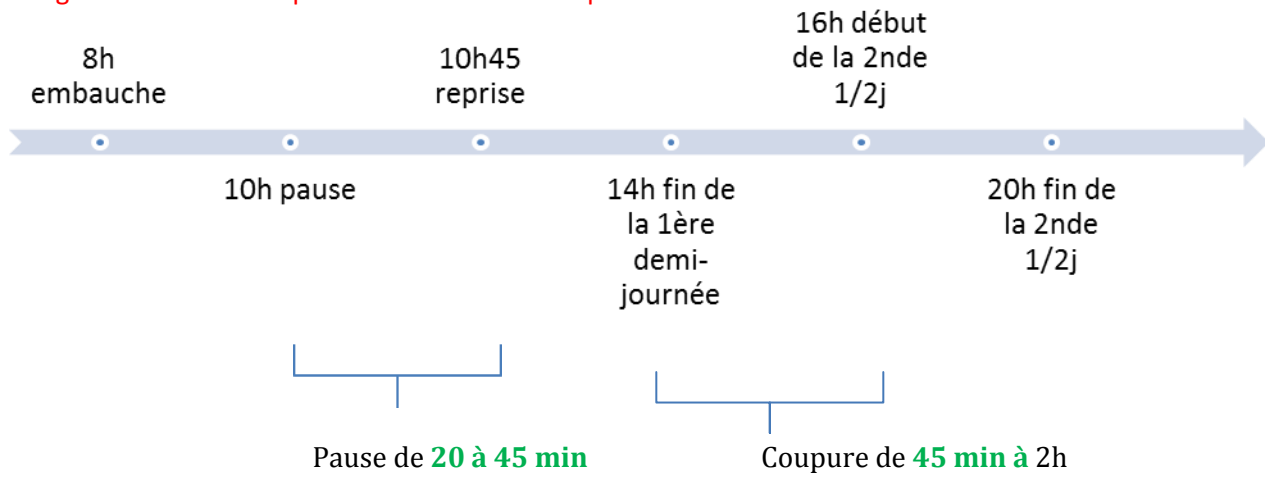 8h
embauche
10h45
reprise
16h début
de la 2nde
1/2j
10h pause
14h fin de
la 1ère
demi-
journée
20h fin de
la 2nde
1/2j
Pause de 20 à 45 min
Coupure de 45 min à 2h